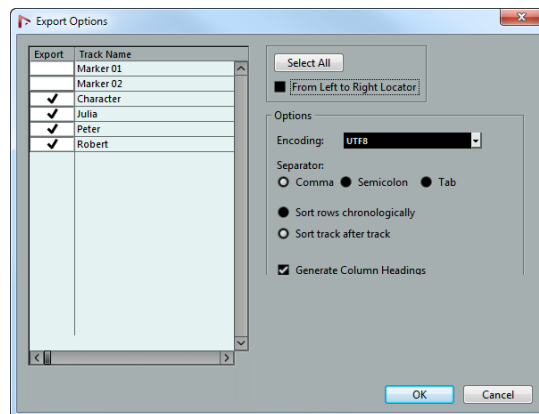 Export Options
Export Track Name
Marker 01
Marker 02
Character
Julia
Peter
Robert
Select All
From Left to Right Locator
Options
Encoding: UTF8
Separator:
Comma Semicolon Tab
Sort rows chronologically
Sort track after track
Generate Column Headings
OK Cancel